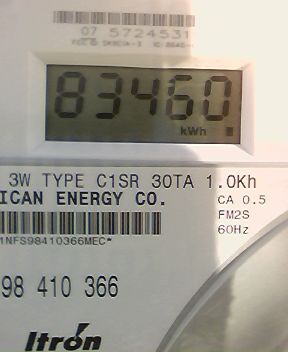 07 5724531
83460
kWh
3W TYPE C1SR 30TA 1.0Kh
ICAN ENERGY CO.
CA 0.5
FM2S
60Hz
1NFS98410366MEC*
98 410 366
Itron